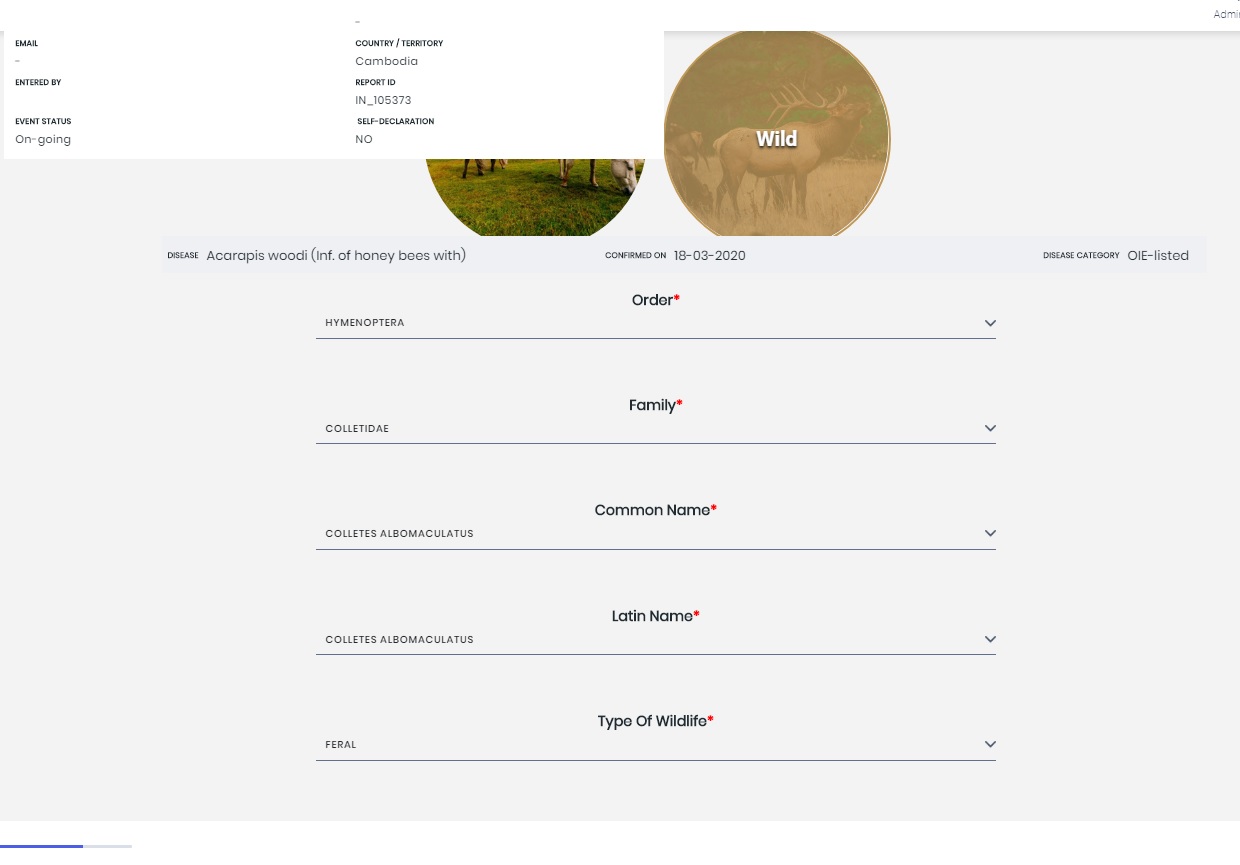 Admin
-
EMAIL
COUNTRY / TERRITORY
-
Cambodia
ENTERED BY
REPORT ID
IN_105373
EVENT STATUS
SELF-DECLARATION
On-going
NO
Wild
DISEASE Acarapis woodi (Inf. of honey bees with) CONFIRMED ON 18-03-2020 DISEASE CATEGORY OIE-listed
Order*
HYMENOPTERA
Family*
COLLETIDAE
Common Name*
COLLETES ALBOMACULATUS
Latin Name*
COLLETES ALBOMACULATUS
Type Of Wildlife*
FERAL